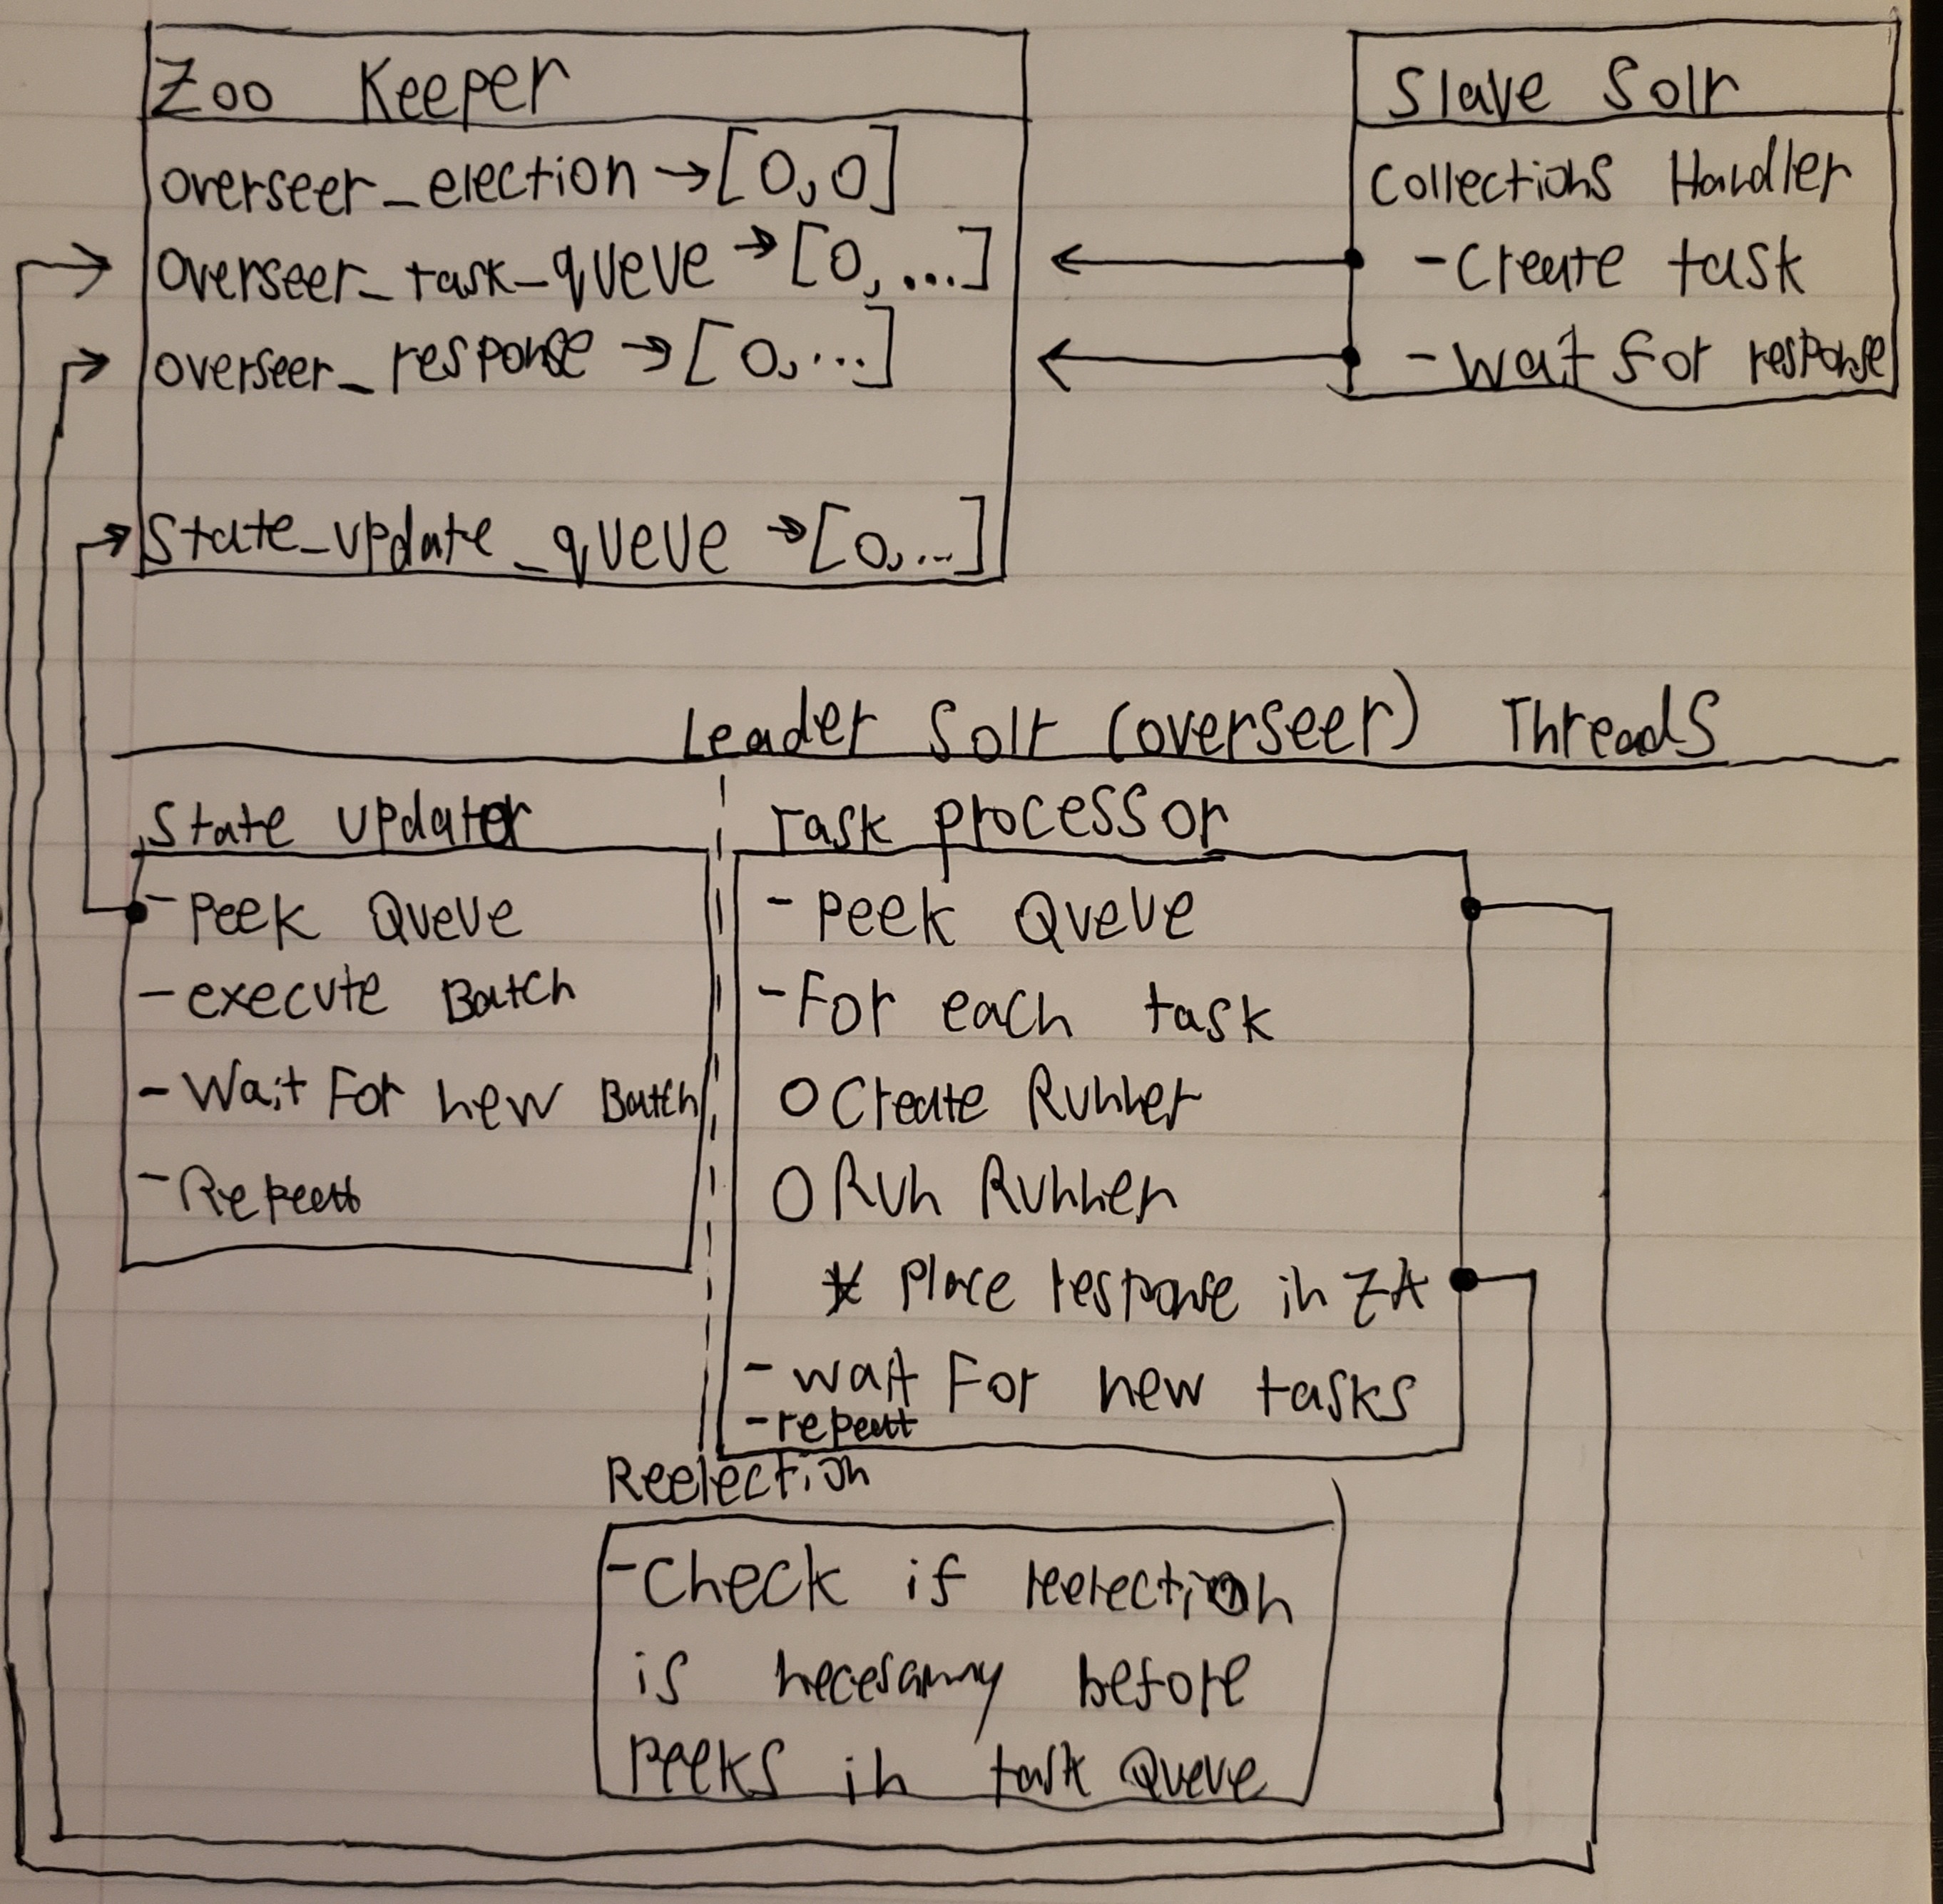 Zoo Keeper
overseer_election → [0,0]
overseer_task_queue → [0,...]
overseer_response → [0,...]
State_update_queue → [0,...]
Slave Solr
Collections Handler
- Create task
- Wait for response
Leader Solr (overseer) Threads
State updater
- Peek Queue
- execute Batch
- Wait For new Batch
- Repeat
Task processor
- Peek Queue
- For each task
O Create Runner
O Run Runner
* Place response in ZK
- wait For new tasks
- repeat
Reelection
- Check if reelection
is necesarry before
peeks in task Queue